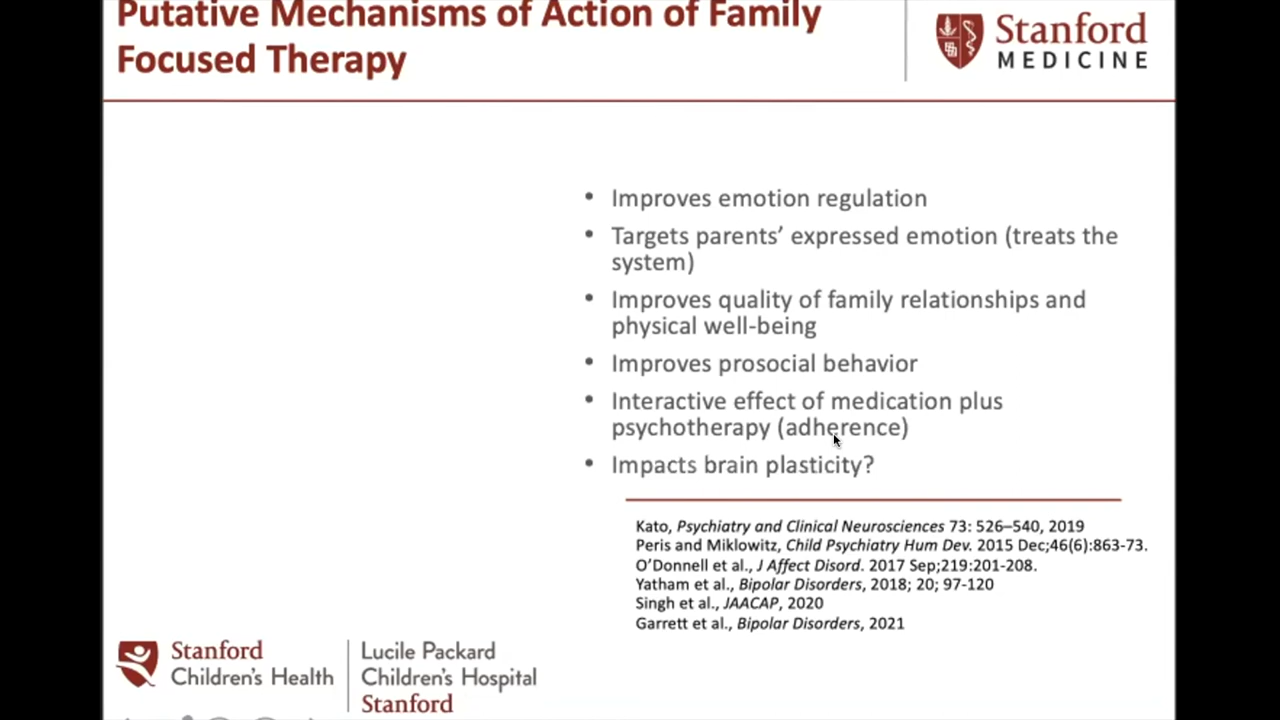 Putative Mechanisms of Action of Family
Focused Therapy
Stanford
MEDICINE
• Improves emotion regulation
• Targets parents’ expressed emotion (treats the
system)
• Improves quality of family relationships and
physical well-being
• Improves prosocial behavior
• Interactive effect of medication plus
psychotherapy (adherence)
• Impacts brain plasticity?
Kato, Psychiatry and Clinical Neurosciences 73: 526–540, 2019
Peris and Miklowitz, Child Psychiatry Hum Dev. 2015 Dec;46(6):863-73.
O’Donnell et al., J Affect Disord. 2017 Sep;219:201-208.
Yatham et al., Bipolar Disorders, 2018; 20; 97-120
Singh et al., JAACAP, 2020
Garrett et al., Bipolar Disorders, 2021
Stanford
Children’s Health
Lucile Packard
Children’s Hospital
Stanford